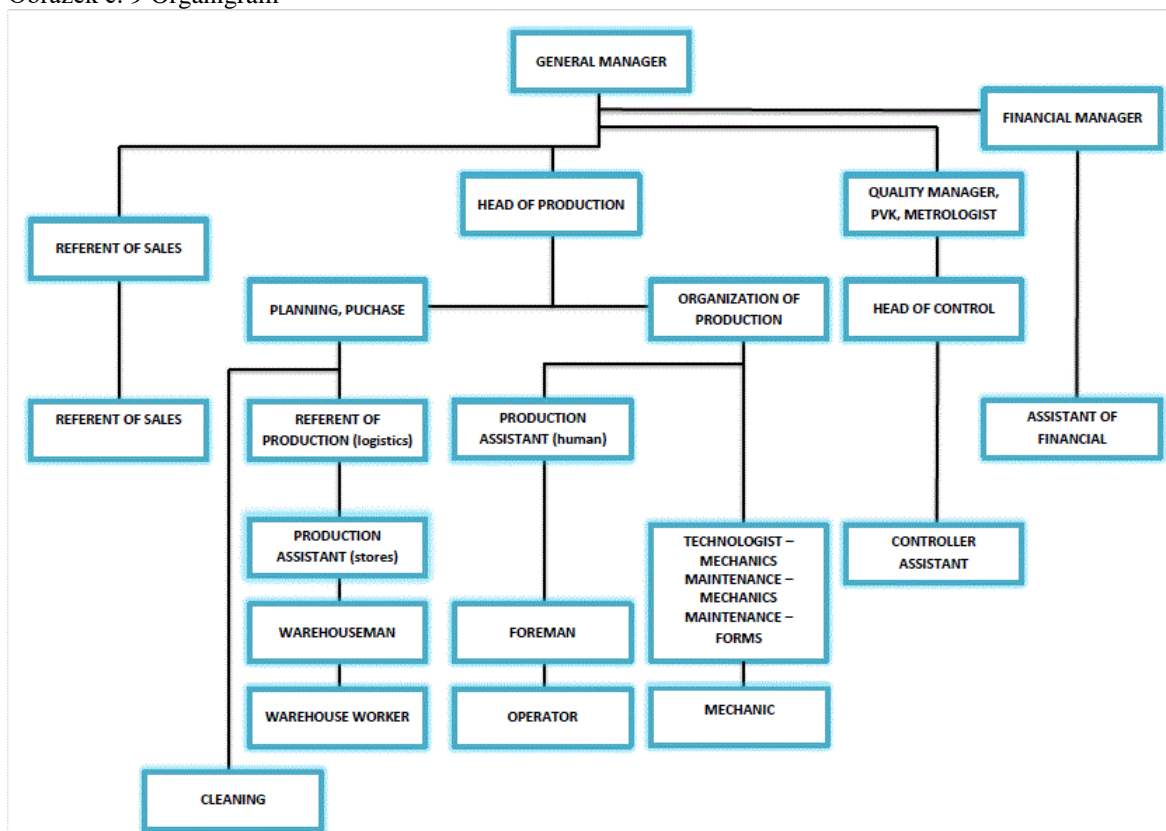 Obrázek č. 9 Organigram
GENERAL MANAGER
FINANCIAL MANAGER
HEAD OF PRODUCTION
QUALITY MANAGER,
PVK, METROLOGIST
REFERENT OF SALES
PLANNING, PUCHASE
ORGANIZATION OF
PRODUCTION
HEAD OF CONTROL
REFERENT OF SALES
REFERENT OF
PRODUCTION (logistics)
PRODUCTION
ASSISTANT (human)
ASSISTANT OF
FINANCIAL
PRODUCTION
ASSISTANT (stores)
TECHNOLOGIST –
MECHANICS
MAINTENANCE –
MECHANICS
MAINTENANCE –
FORMS
CONTROLLER
ASSISTANT
WAREHOUSEMAN
FOREMAN
WAREHOUSE WORKER
OPERATOR
MECHANIC
CLEANING